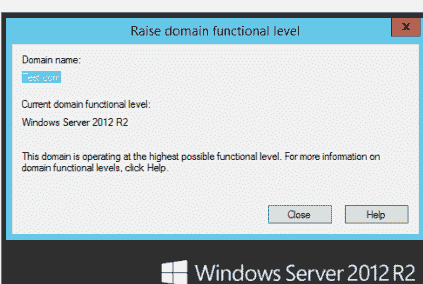 Raise domain functional level
x
Domain name:
Test.com
Current domain functional level:
Windows Server 2012 R2
This domain is operating at the highest possible functional level. For more information on
domain functional levels, click Help.
Close
Help
Windows Server 2012 R2